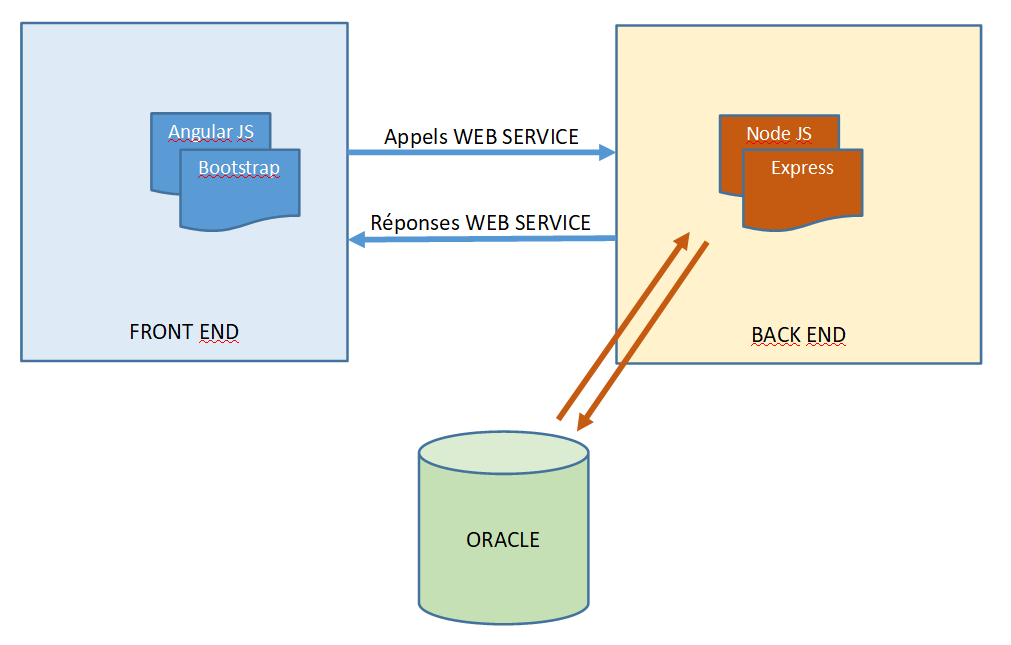 Angular JS
Bootstrap
FRONT END
Appels WEB SERVICE
Réponses WEB SERVICE
Node JS
Express
BACK END
ORACLE